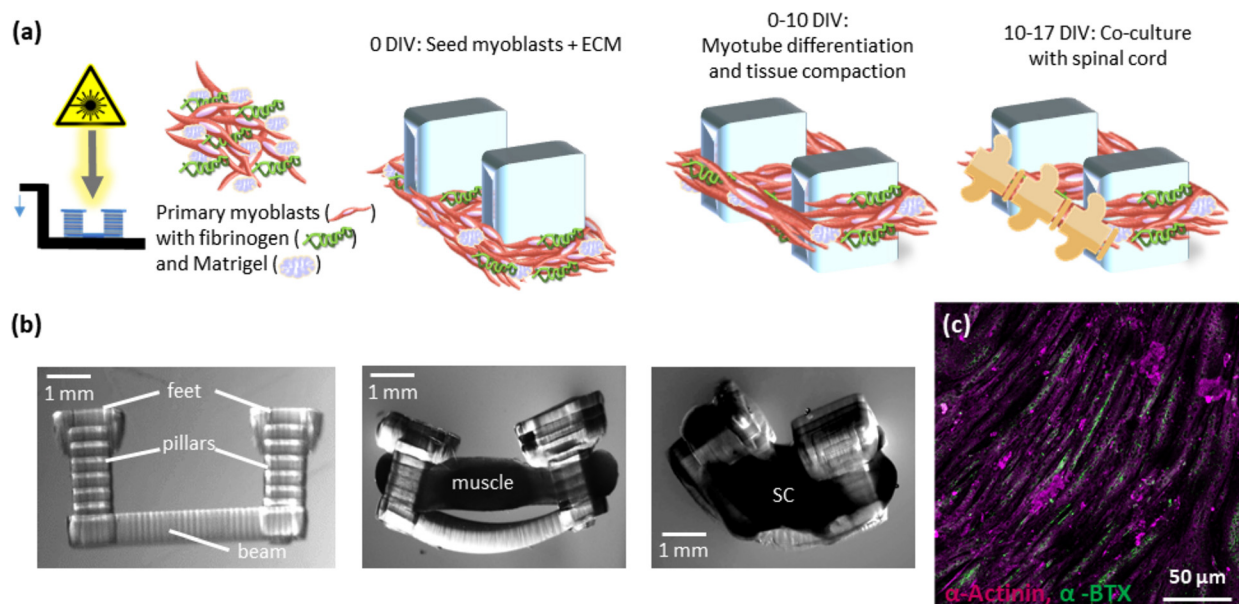 (a)
0 DIV: Seed myoblasts + ECM
0-10 DIV:
Myotube differentiation
and tissue compaction
10-17 DIV: Co-culture
with spinal cord
Primary myoblasts ( )
with fibrinogen ( )
and Matrigel ( )
(b)
1 mm
feet
pillars
beam
1 mm
muscle
SC
1 mm
(c)
α-Actinin, α -BTX
50 μm